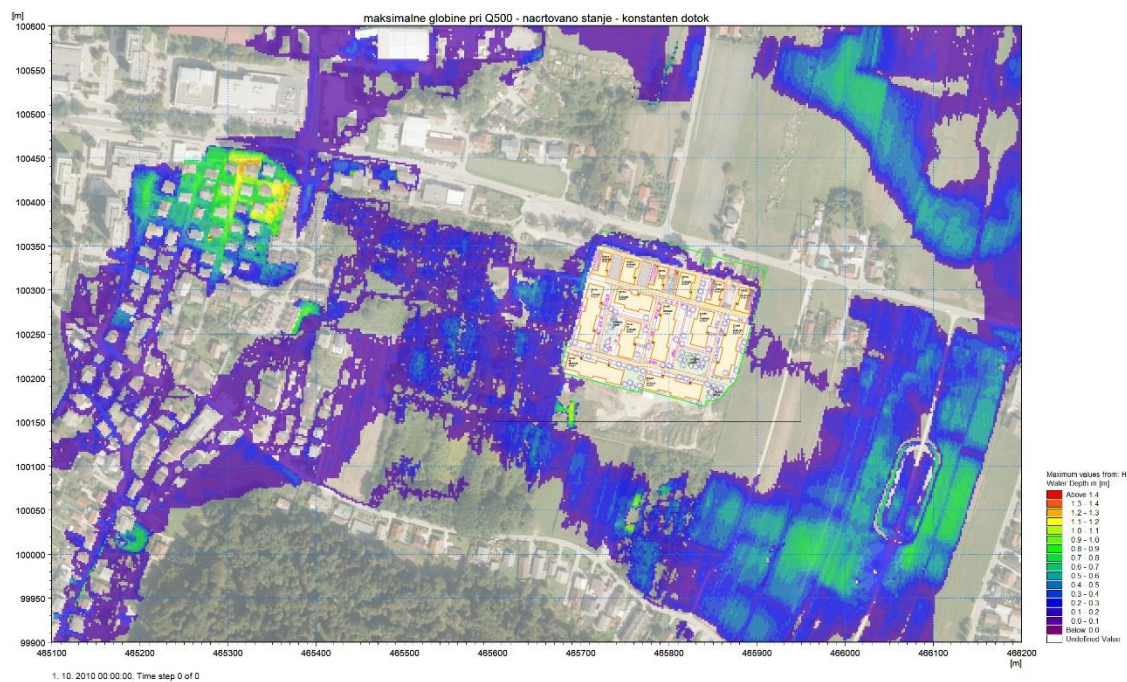 maksimalne globine pri Q500 - nacrtovano stanje - konstanten dotok
[m]
100600
100550
100500
100450
100400
100350
100300
100250
100200
100150
100100
100050
100000
99950
99900
465100
465200
465300
465400
465500
465600
465700
465800
465900
466000
466100
466200
[m]
Maximum values from: H
Water Depth m [m]
Above 1.4
1.3 - 1.4
1.2 - 1.3
1.1 - 1.2
1.0 - 1.1
0.9 - 1.0
0.8 - 0.9
0.7 - 0.8
0.6 - 0.7
0.5 - 0.6
0.4 - 0.5
0.3 - 0.4
0.2 - 0.3
0.1 - 0.2
0.0 - 0.1
Below 0.0
Undefined Value
1. 10. 2010 00:00:00, Time step 0 of 0